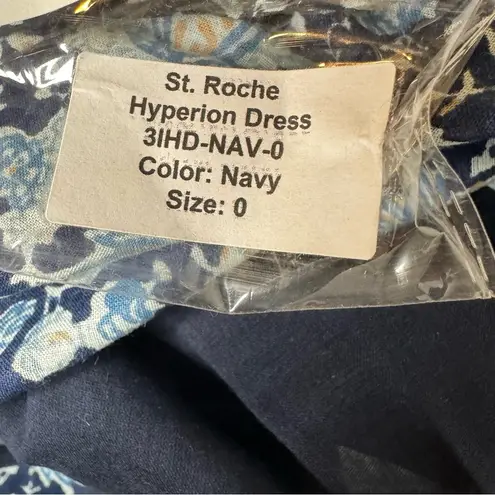 St. Roche
Hyperion Dress
3IHD-NAV-0
Color: Navy
Size: 0